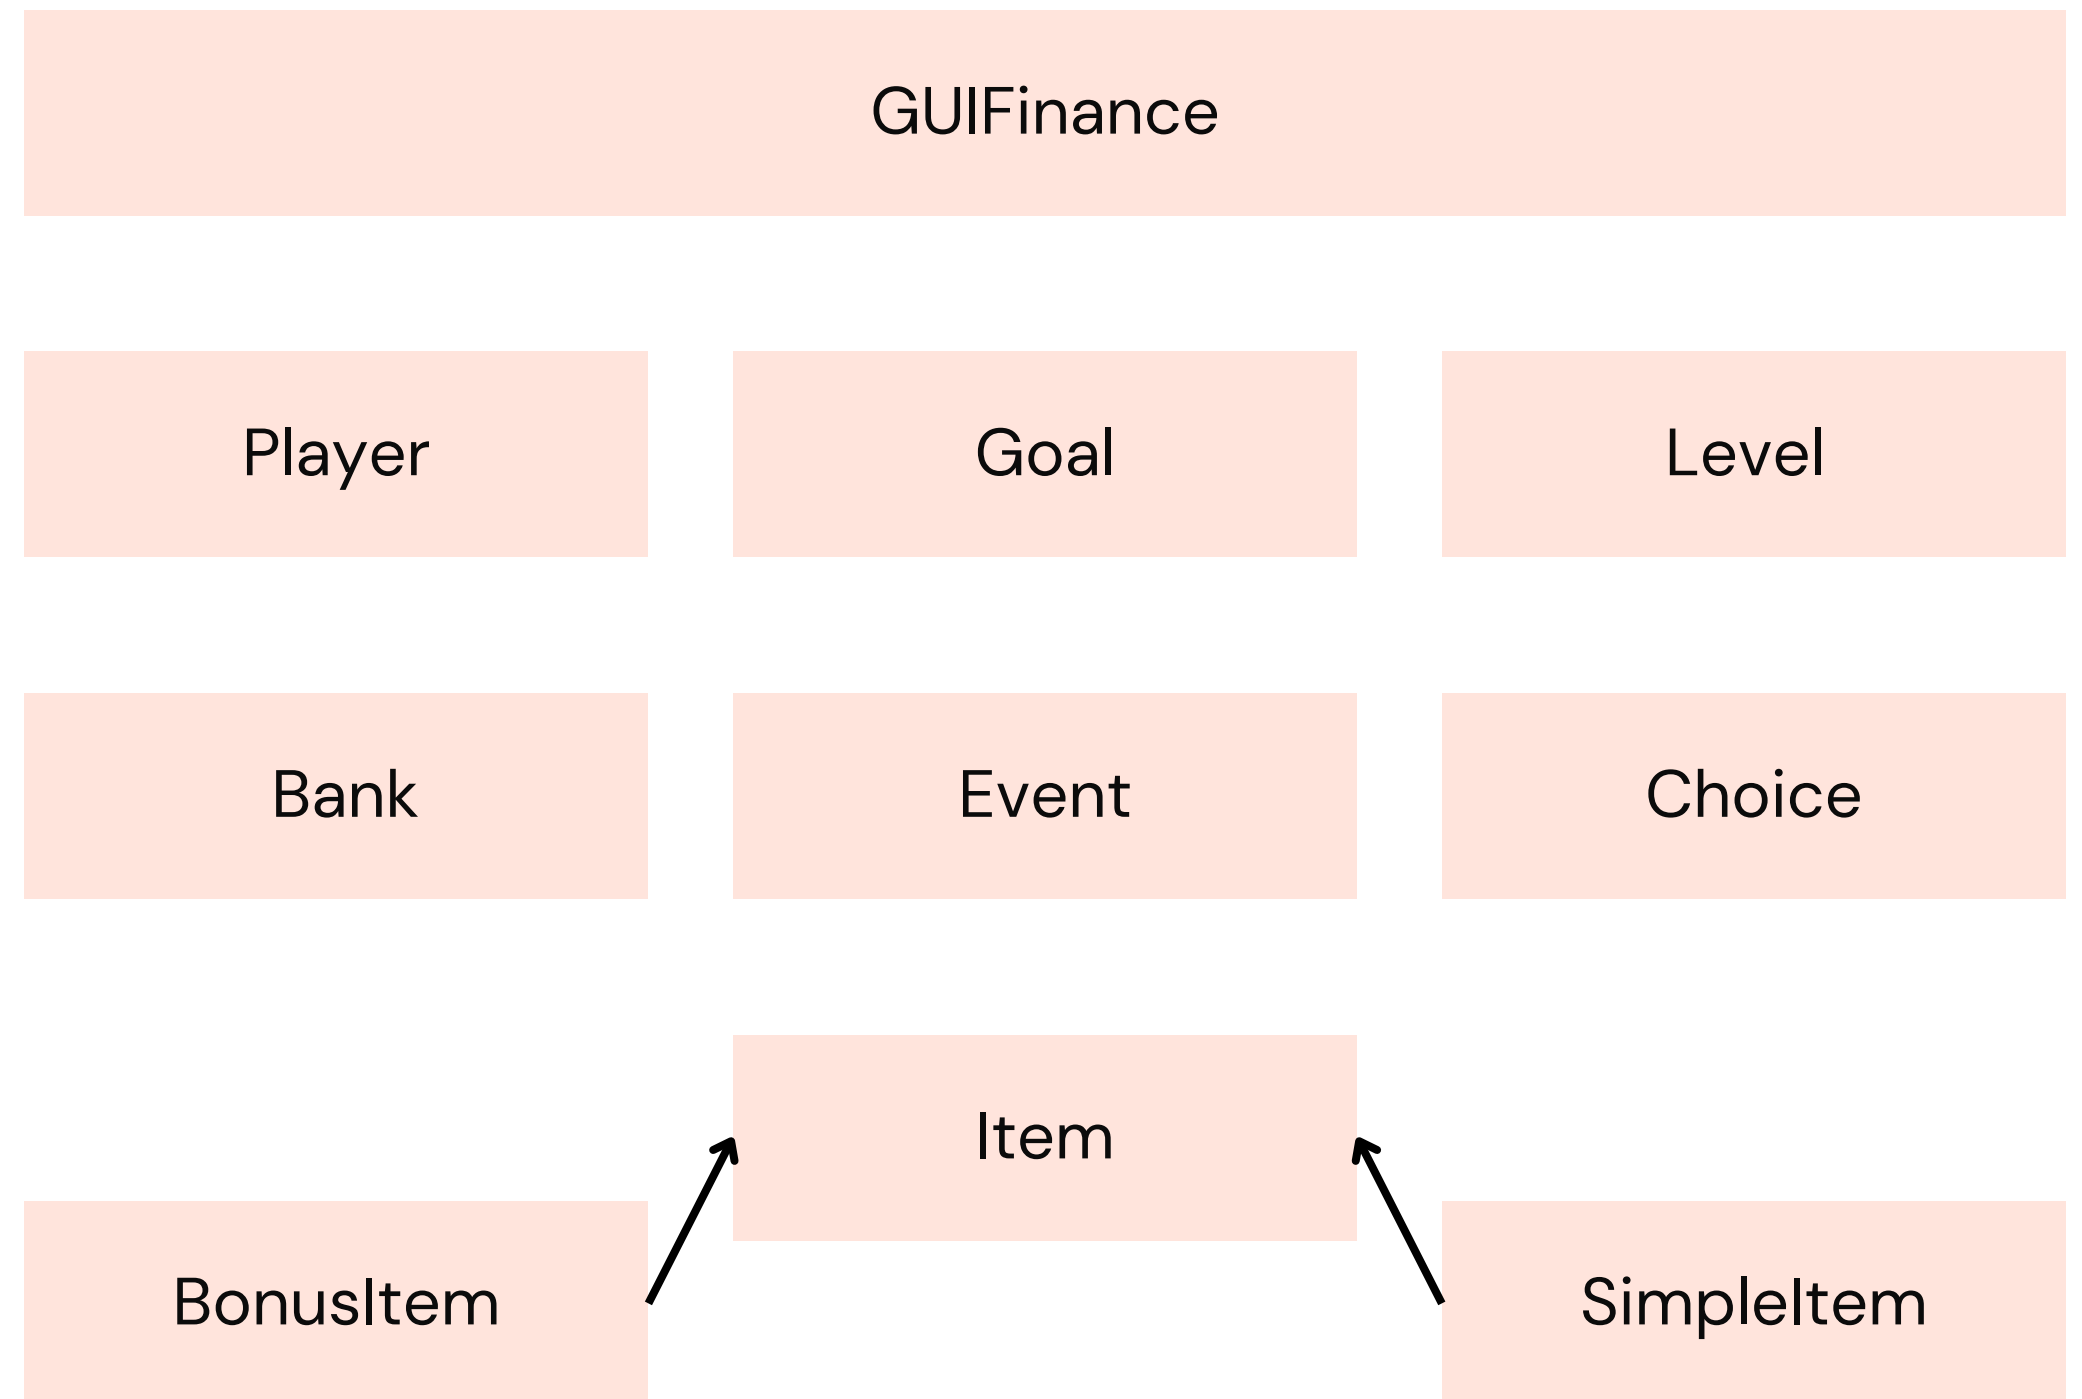 GUIFinance
Player
Goal
Level
Bank
Event
Choice
Item
BonusItem
SimpleItem